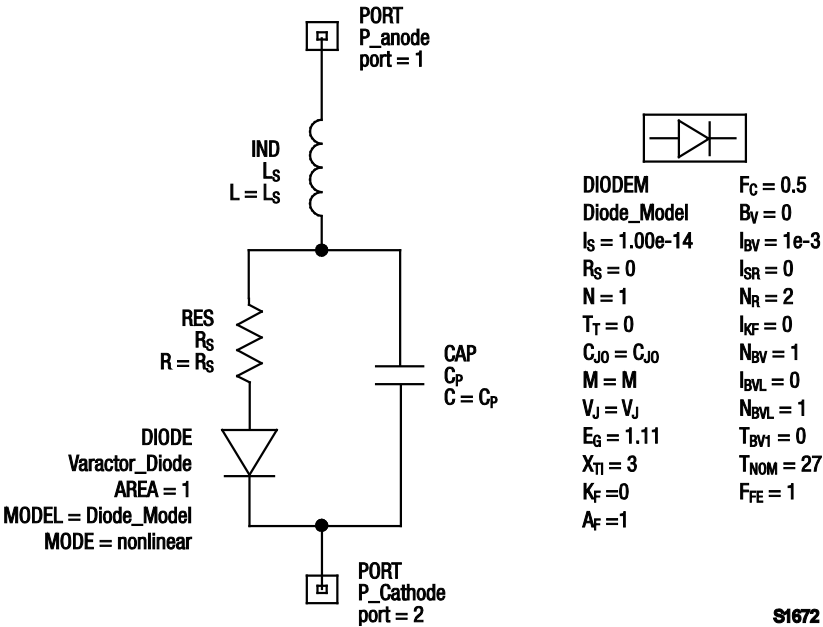 PORT
P_anode
port = 1
IND
LS
L = LS
RES
RS
R = RS
CAP
CP
C = CP
DIODE
Varactor_Diode
AREA = 1
MODEL = Diode_Model
MODE = nonlinear
PORT
P_Cathode
port = 2
DIODEM
Diode_Model
IS = 1.00e-14
RS = 0
N = 1
TT = 0
CJO = CJO
M = M
VJ = VJ
EG = 1.11
XTI = 3
KF =0
AF =1
FC = 0.5
BV = 0
IBV = 1e-3
ISR = 0
NR = 2
IKF = 0
NBV = 1
IBVL = 0
NBVL = 1
TBV1 = 0
TNOM = 27
FFE = 1
S1672